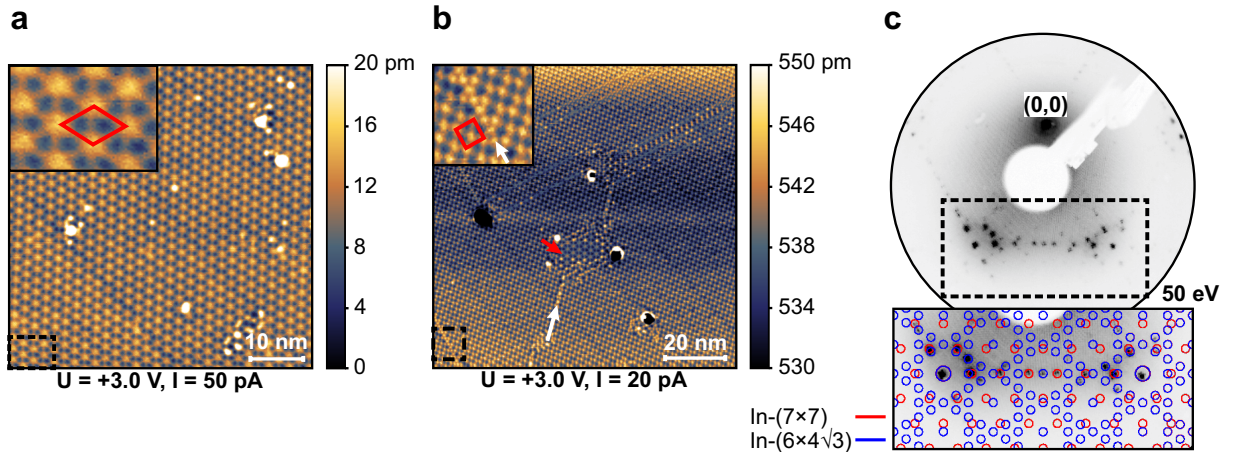 a
20 pm
16
12
8
4
0
10 nm
U = +3.0 V, I = 50 pA
b
550 pm
546
542
538
534
530
20 nm
U = +3.0 V, I = 20 pA
c
(0,0)
50 eV
In-(7×7)
In-(6×4√3)